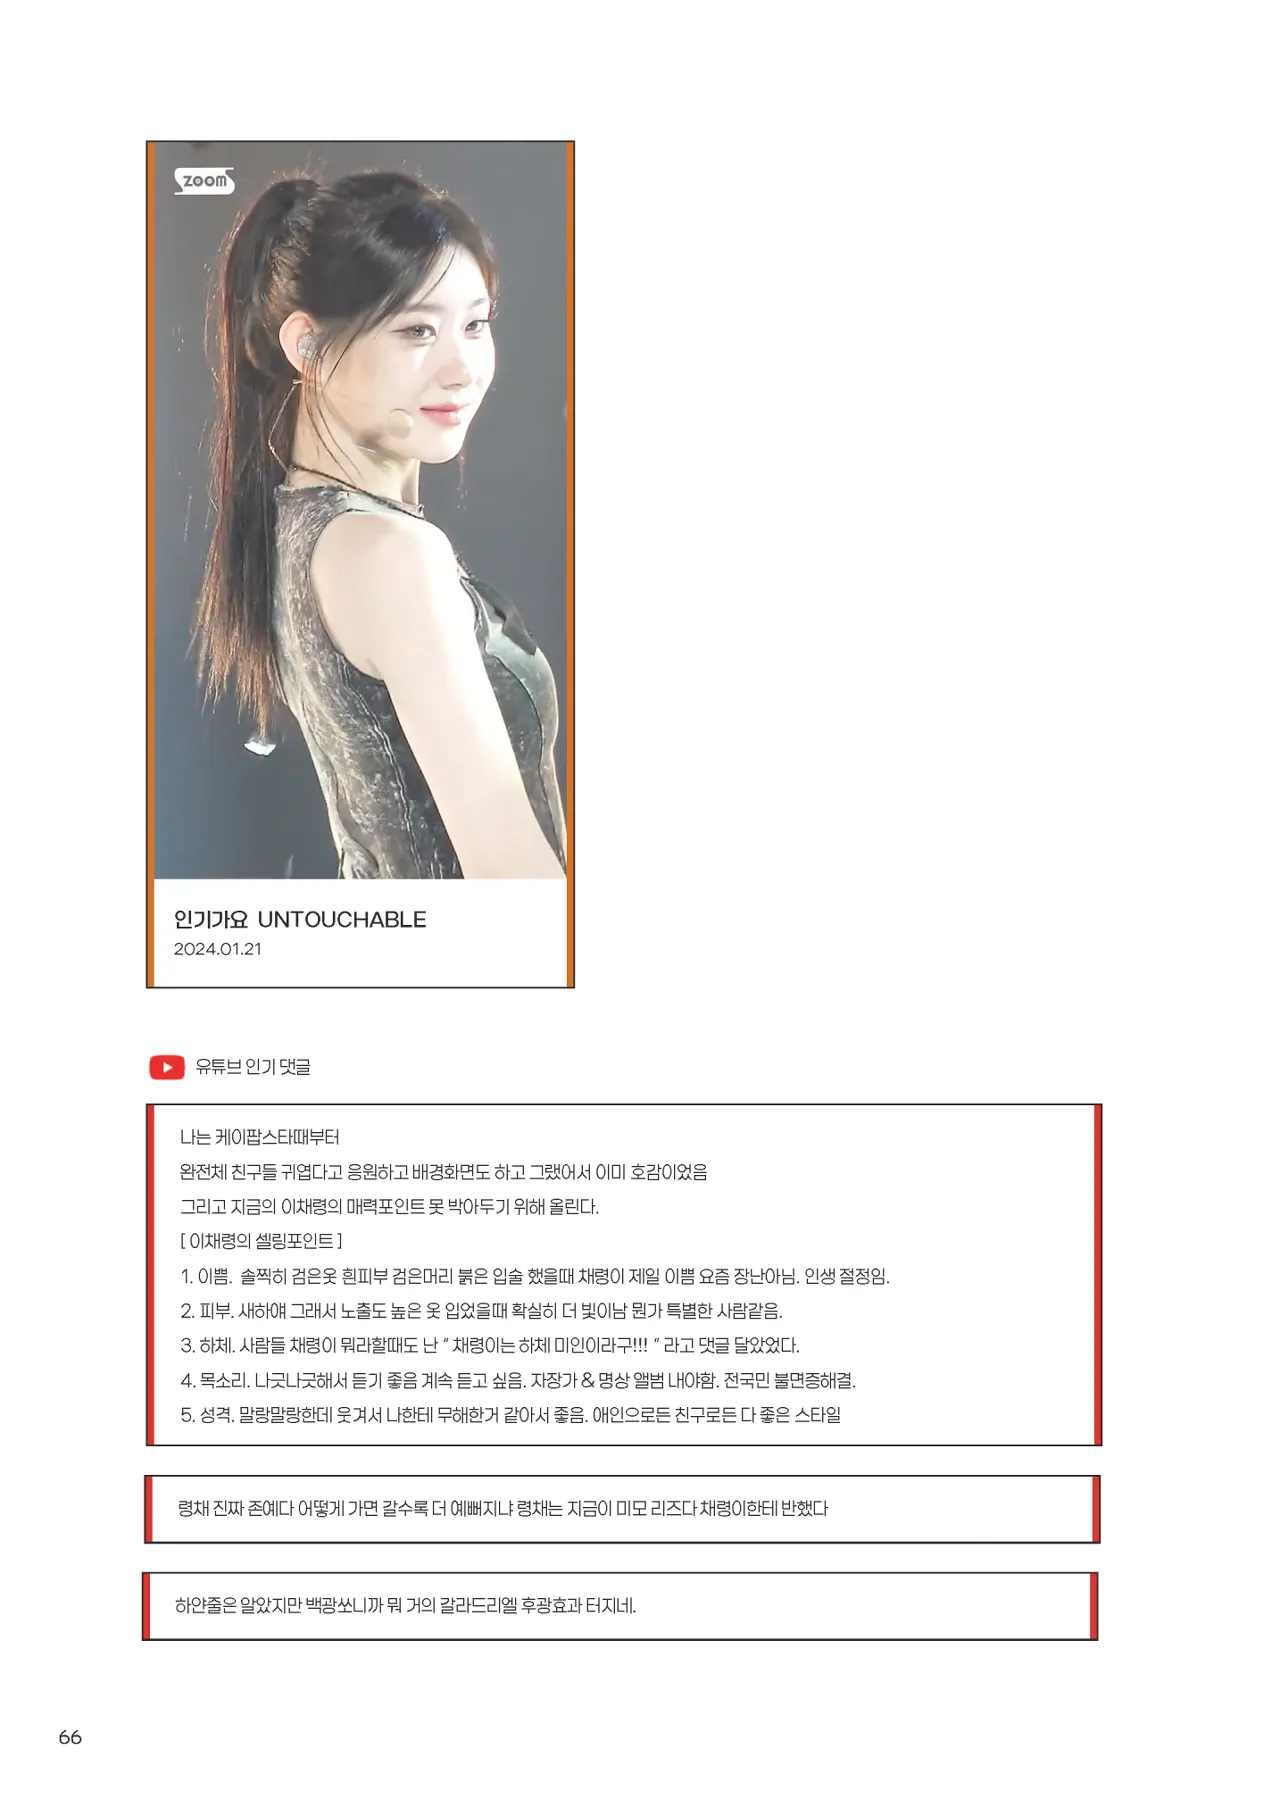 ZOOM
인기가요 UNTOUCHABLE
2024.01.21
유튜브 인기 댓글
나는 케이팝스타때부터
완전체 친구들 귀엽다고 응원하고 배경화면도 하고 그랬어서 이미 호감이었음
그리고 지금의 이채령의 매력포인트 못 박아두기 위해 올린다.
[ 이채령의 셀링포인트 ]
1. 이쁨. 솔찍히 검은옷 흰피부 검은머리 붉은 입술 했을때 채령이 제일 이쁨 요즘 장난아님. 인생 절정임.
2. 피부. 새하얘 그래서 노출도 높은 옷 입었을때 확실히 더 빛이남 뭔가 특별한 사람같음.
3. 하체. 사람들 채령이 뭐라할때도 난 “ 채령이는 하체 미인이라구!!! “ 라고 댓글 달았었다.
4. 목소리. 나긋나긋해서 듣기 좋음 계속 듣고 싶음. 자장가 & 명상 앨범 내야함. 전국민 불면증해결.
5. 성격. 말랑말랑한데 웃겨서 나한테 무해한거 같아서 좋음. 애인으로든 친구로든 다 좋은 스타일
령채 진짜 존예다 어떻게 가면 갈수록 더 예뻐지냐 령채는 지금이 미모 리즈다 채령이한테 반했다
하얀줄은 알았지만 백광쏘니까 뭐 거의 갈라드리엘 후광효과 터지네.
66